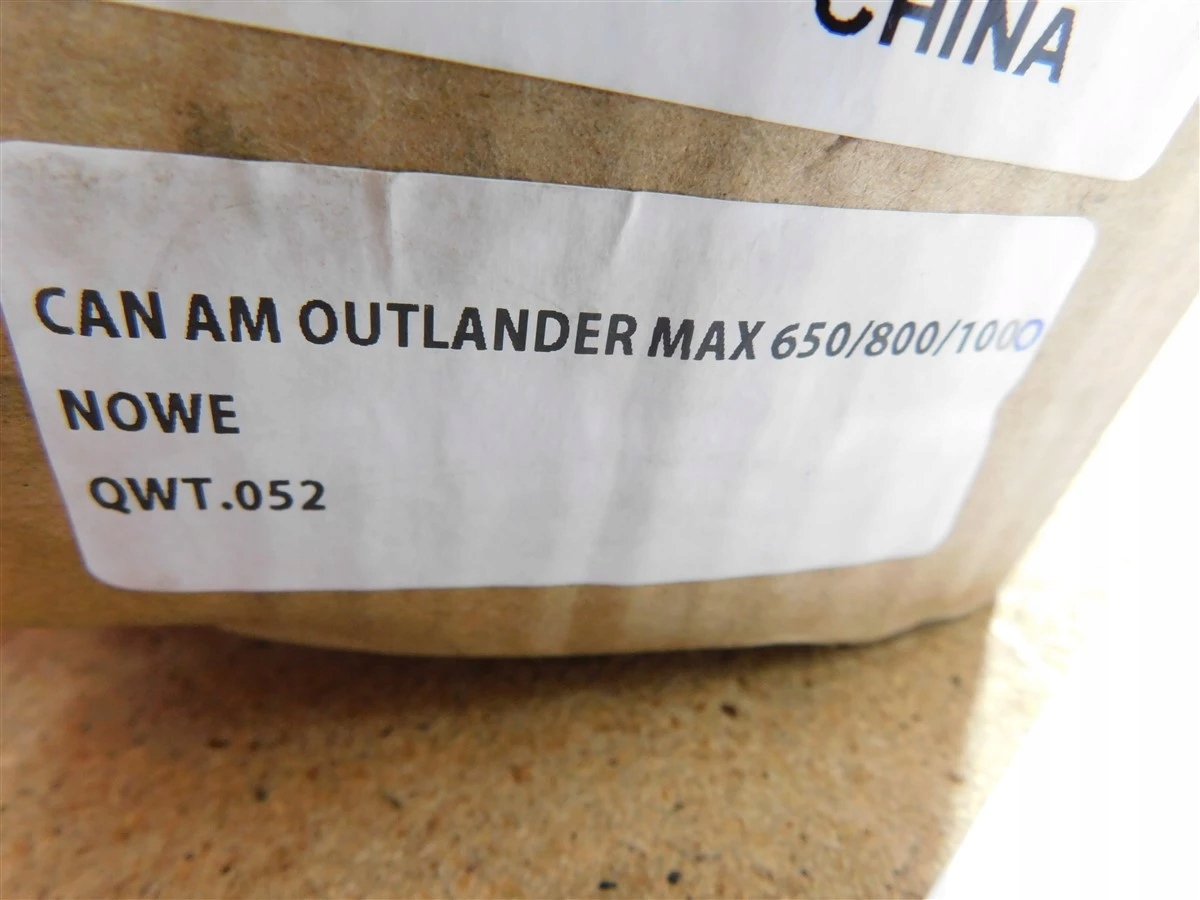 CHINA
CAN AM OUTLANDER MAX 650/800/1000
NOWE
QWT.052